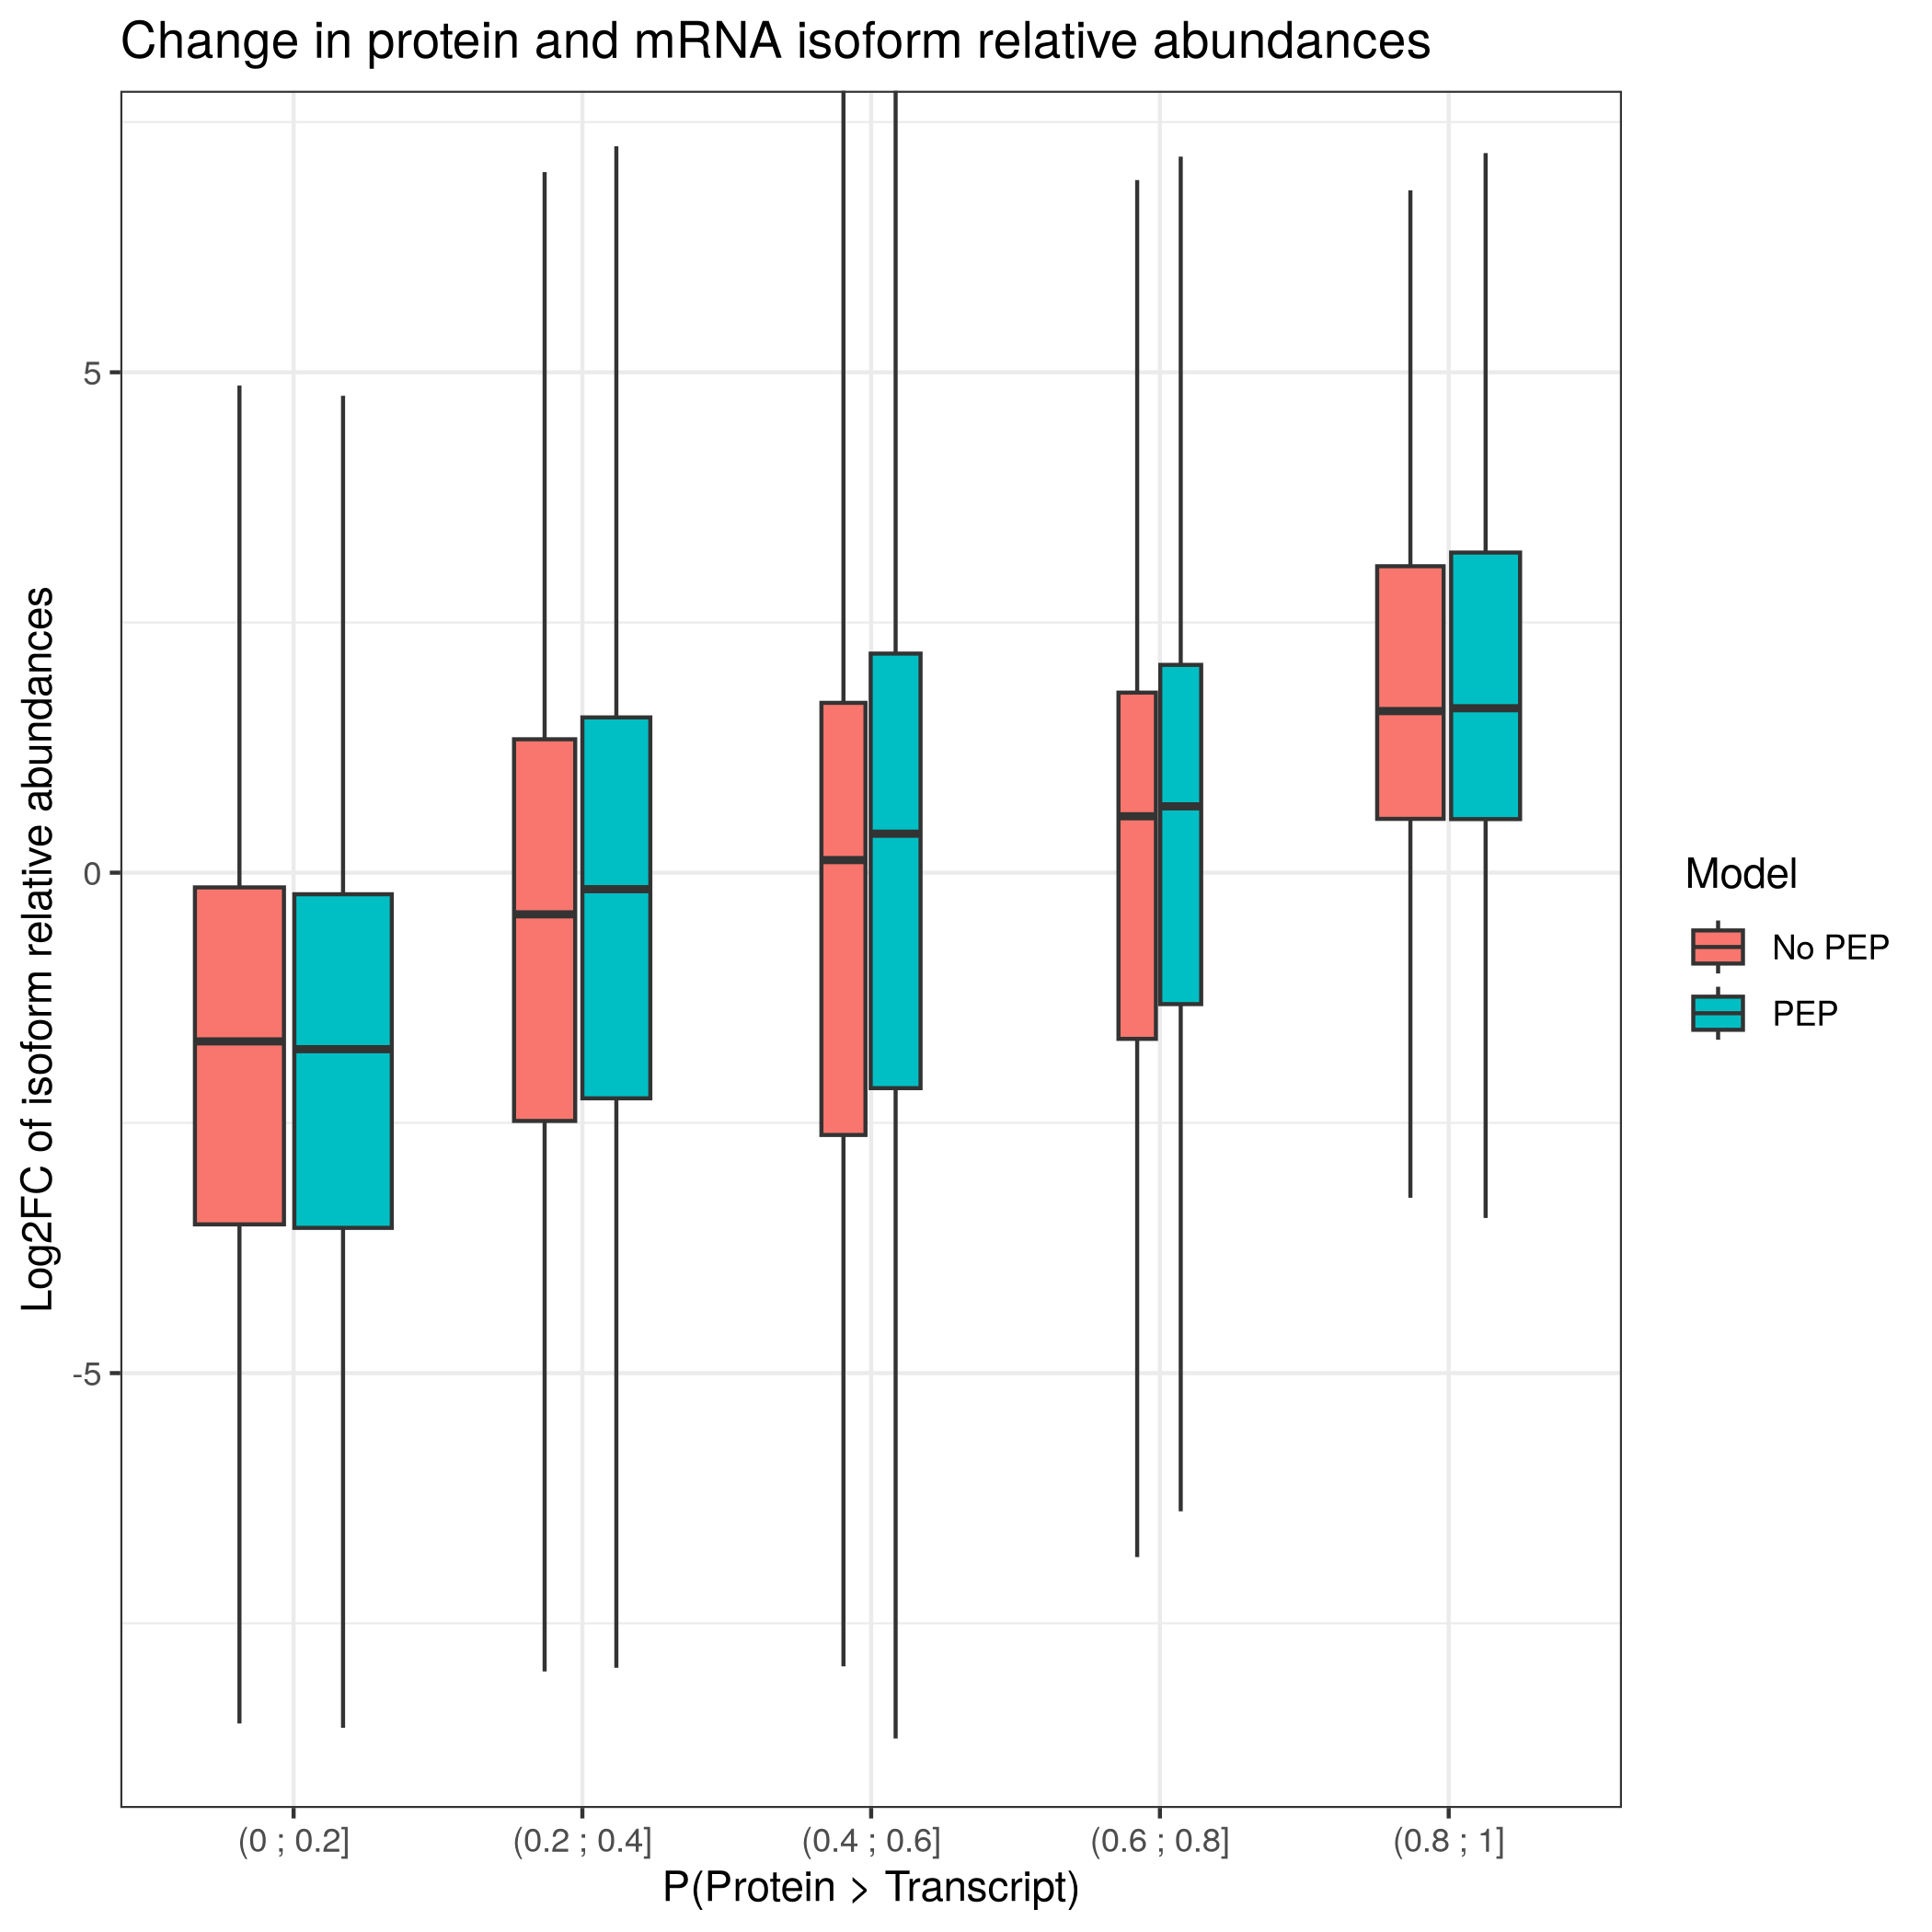 Change in protein and mRNA isoform relative abundances
Log2FC of isoform relative abundances
5
0
-5
(0 ; 0.2]
(0.2 ; 0.4]
(0.4 ; 0.6]
(0.6 ; 0.8]
(0.8 ; 1]
P(Protein > Transcript)
Model
No PEP
PEP